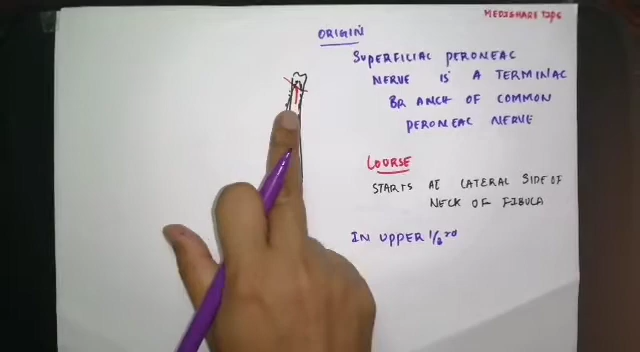 MEDISHARE TIPS
ORIGIN
SUPERFICIAL PERONEAL
NERVE IS A TERMINAL
BRANCH OF COMMON
PERONEAL NERVE
COURSE
STARTS AT LATERAL SIDE OF
NECK OF FIBULA
IN UPPER 1/3rd